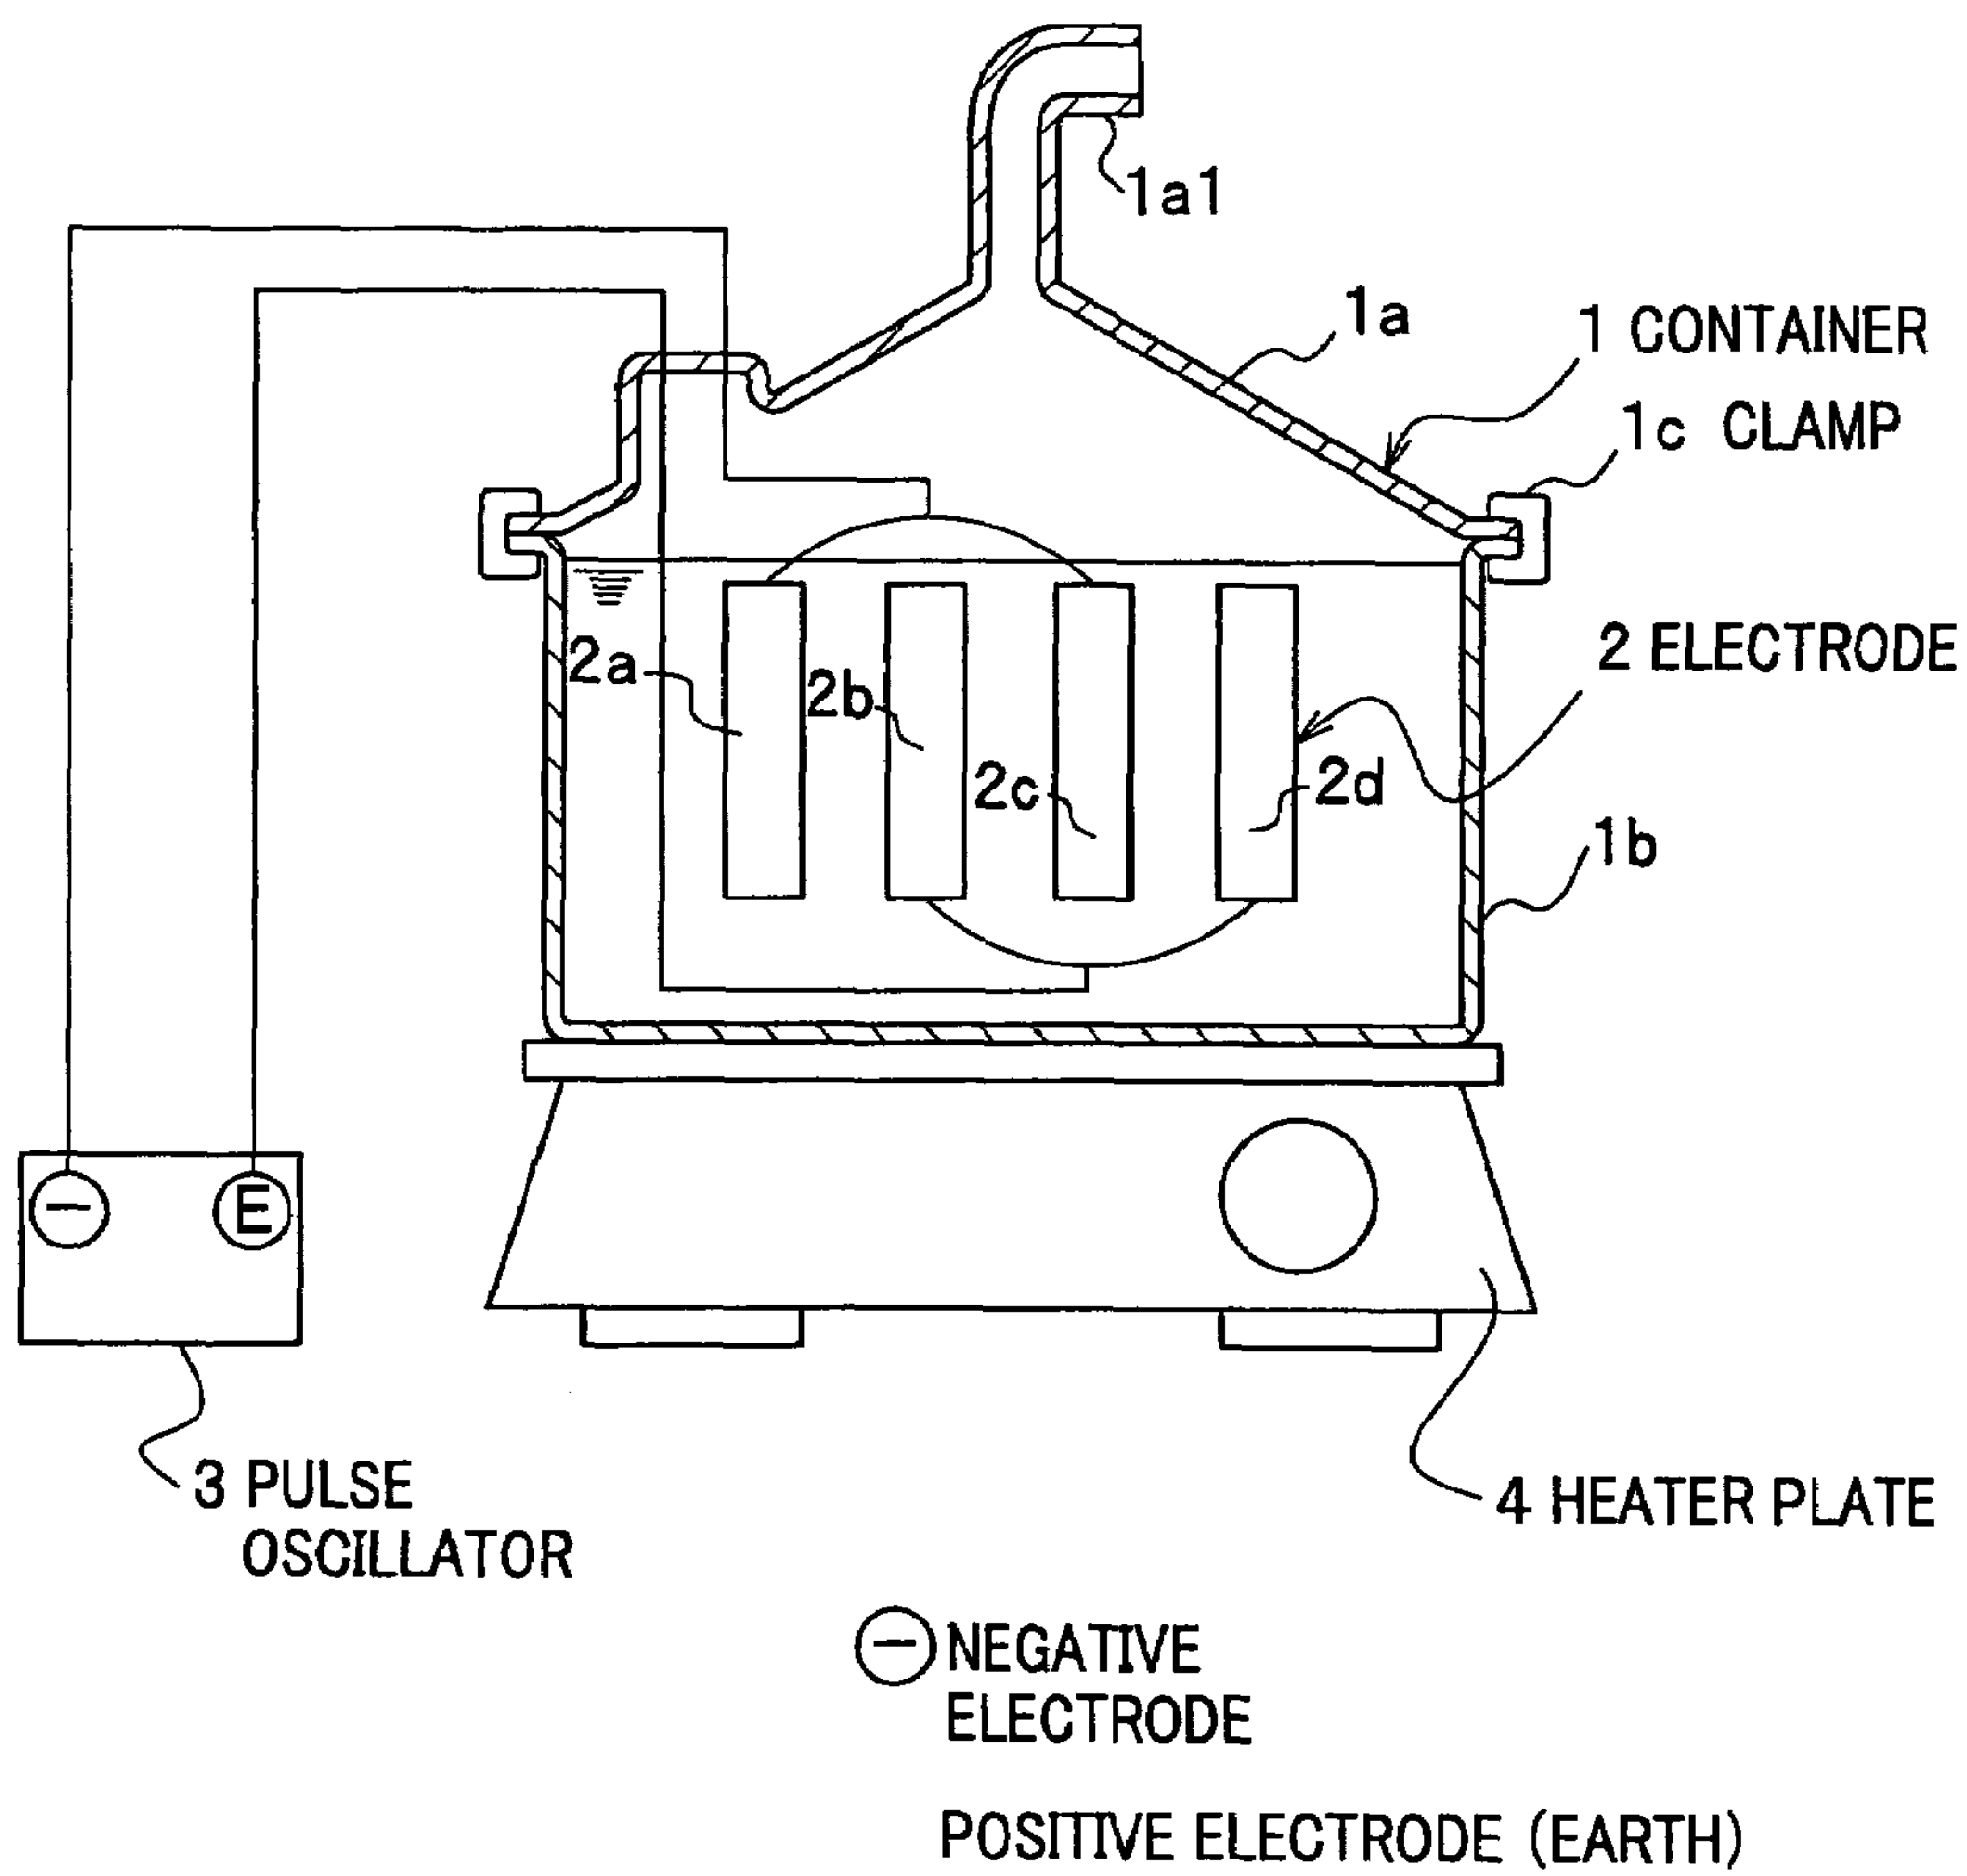 1a1
1a
1 CONTAINER
1c CLAMP
2 ELECTRODE
2a
2b
2c
2d
1b
− E
3 PULSE
OSCILLATOR
4 HEATER PLATE
− NEGATIVE
ELECTRODE
POSITIVE ELECTRODE (EARTH)